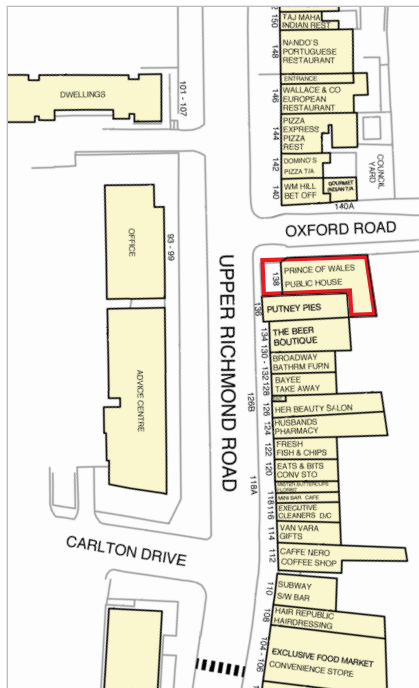 150
TAJ MAHA
INDIAN REST
148
NANDO'S
PORTUGUESE
RESTAURANT
ENTRANCE
146
WALLACE & CO
EUROPEAN
RESTAURANT
144
PIZZA
EXPRESS
PIZZA
REST
142
DOMINO'S
PIZZA T/A
140
WM HILL
BET OFF
GOURMET
INDIAN T/A
140A
COUNCIL
YARD
DWELLINGS
101 - 107
OXFORD ROAD
OFFICE
93 - 99
UPPER RICHMOND ROAD
138
PRINCE OF WALES
PUBLIC HOUSE
136
PUTNEY PIES
134
THE BEER
BOUTIQUE
130 - 132
BROADWAY
BATHRM FURN
128
BAYEE
TAKE AWAY
126B
126
HER BEAUTY SALON
124
HUSBANDS
PHARMACY
122
FRESH
FISH & CHIPS
120
EATS & BITS
CONV STO
118A
118
MINI BAR CAFE
116
EXECUTIVE
CLEANERS D/C
114
VAN VARA
GIFTS
112
CAFFE NERO
COFFEE SHOP
ADVICE CENTRE
CARLTON DRIVE
110
SUBWAY
S/W BAR
108
HAIR REPUBLIC
HAIRDRESSING
104 - 106
EXCLUSIVE FOOD MARKET
CONVENIENCE STORE